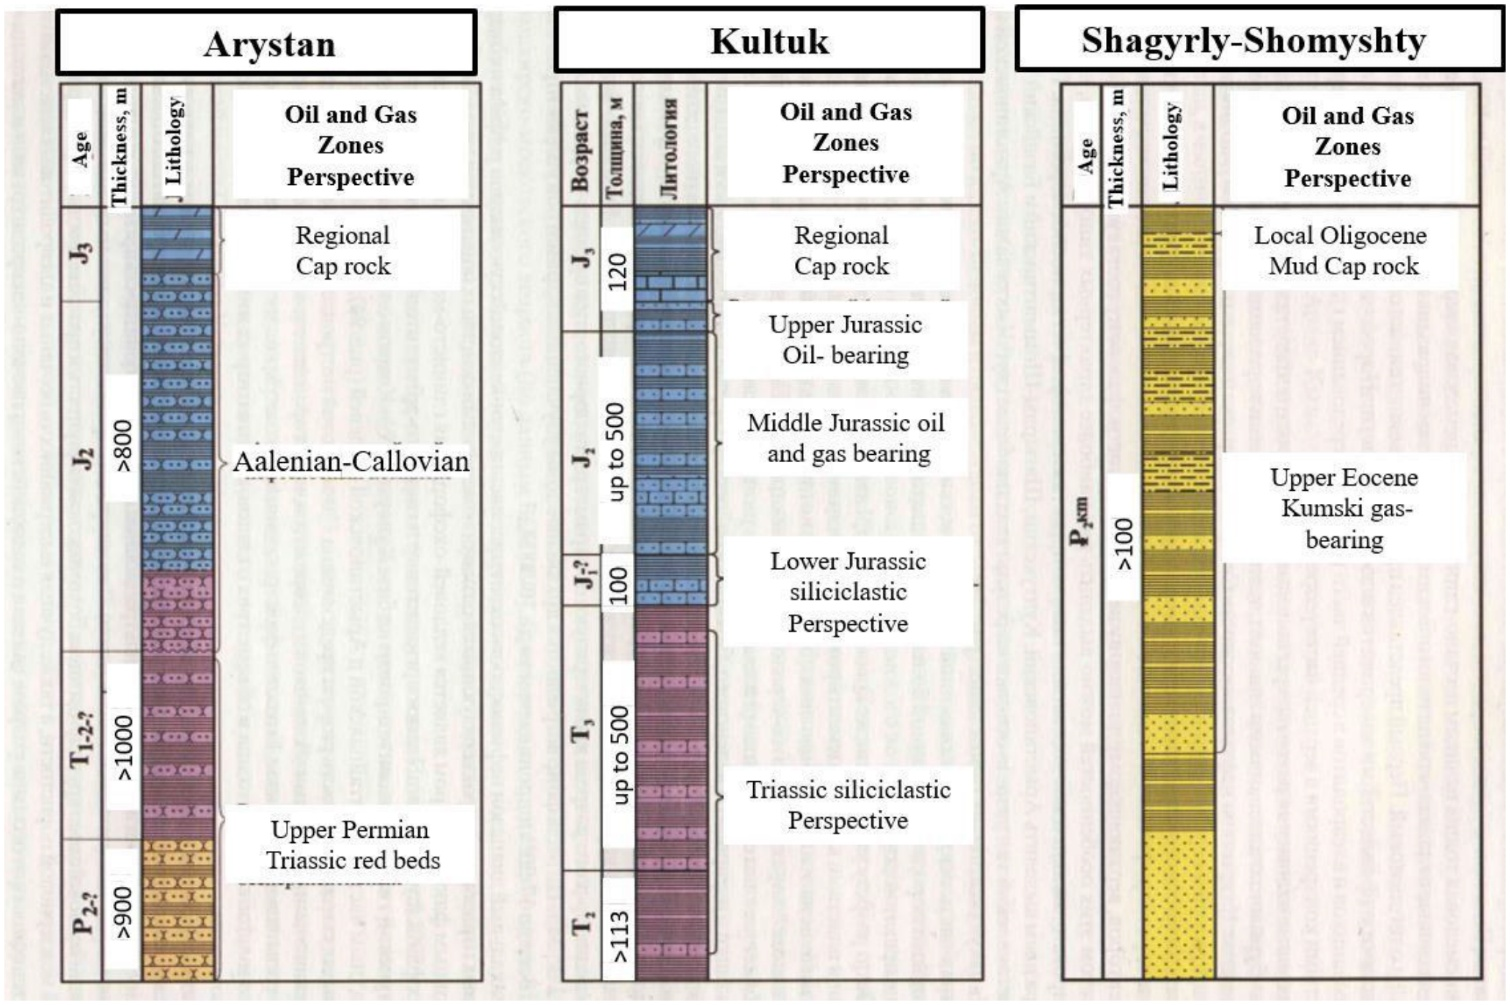 Arystan
Age
Thickness, m
Lithology
Oil and Gas
Zones
Perspective
J3
J2
T1-2-?
P2-?
>800
>1000
>900
Regional
Cap rock
Aalenian-Callovian
Upper Permian
Triassic red beds
Kultuk
Возраст
Толщина, м
Литология
Oil and Gas
Zones
Perspective
J3
J2
J1-?
T3
T2
120
up to 500
100
up to 500
>113
Regional
Cap rock
Upper Jurassic
Oil- bearing
Middle Jurassic oil
and gas bearing
Lower Jurassic
siliciclastic
Perspective
Triassic siliciclastic
Perspective
Shagyrly-Shomyshty
Age
Thickness, m
Lithology
Oil and Gas
Zones
Perspective
P2km
>100
Local Oligocene
Mud Cap rock
Upper Eocene
Kumski gas-
bearing